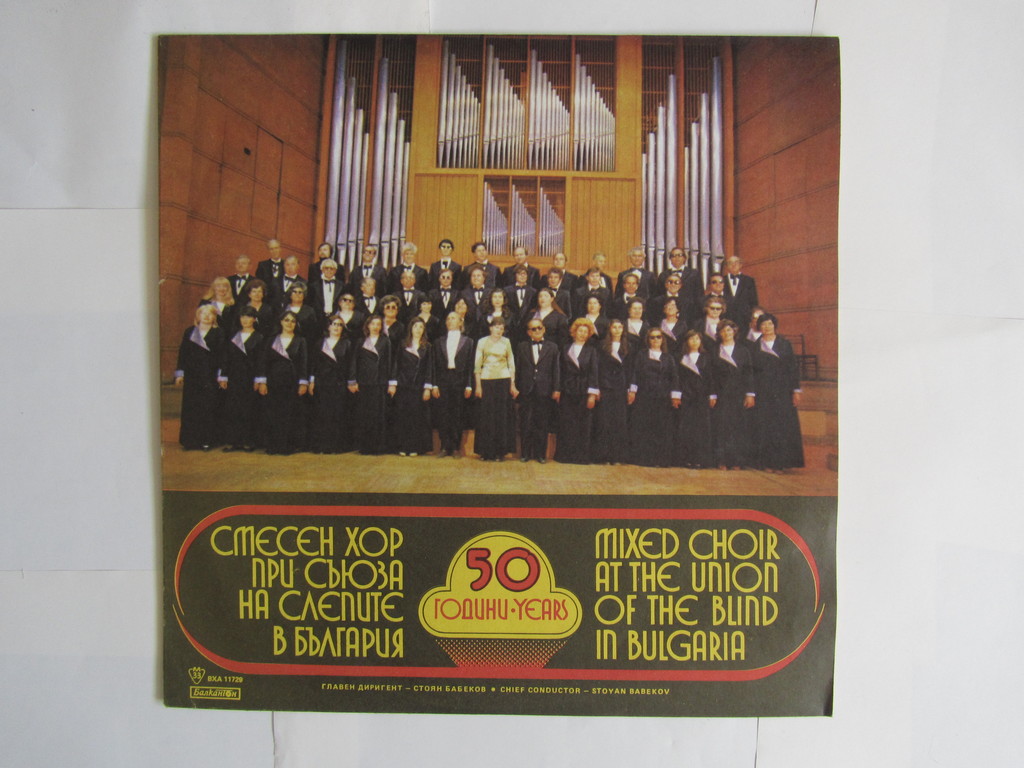 СМЕСЕН ХОР
ПРИ СЪЮЗА
НА СЛЕПИТЕ
В БЪЛГАРИЯ
50
ГОДИНИ·YEARS
MIXED CHOIR
AT THE UNION
OF THE BLIND
IN BULGARIA
33
ВХА 11729
Балкантон
ГЛАВЕН ДИРИГЕНТ – СТОЯН БАБЕКОВ ● CHIEF CONDUCTOR – STOYAN BABEKOV